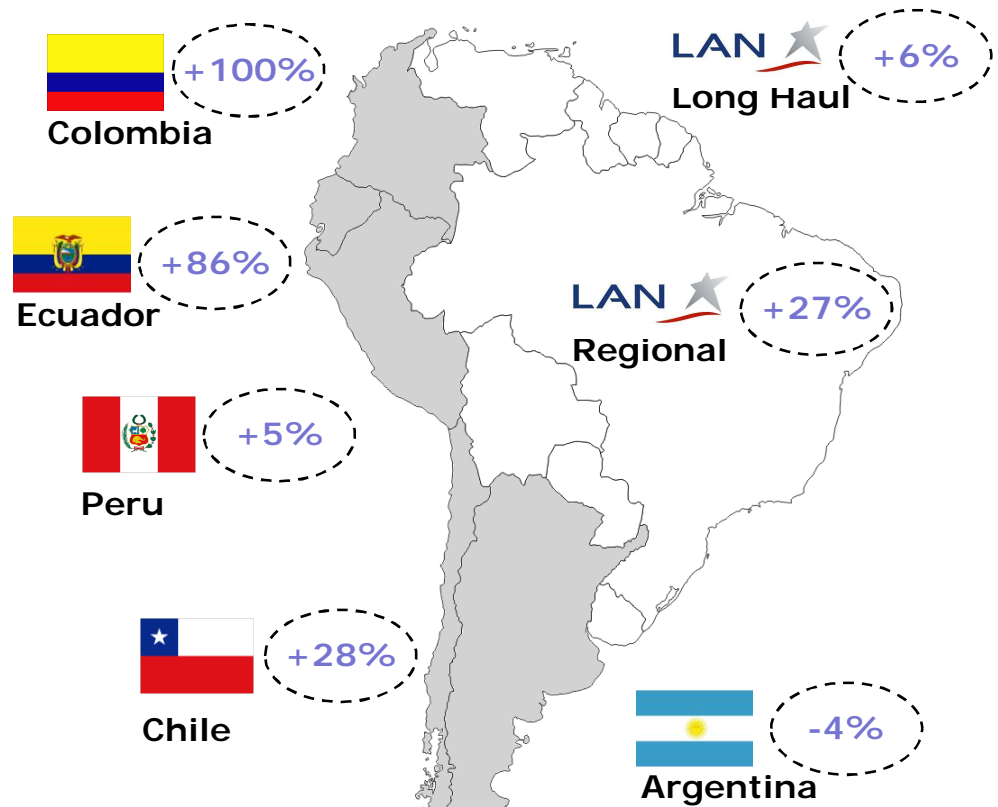 +100%
Colombia
LAN
+6%
Long Haul
+86%
Ecuador
LAN
+27%
Regional
+5%
Peru
+28%
Chile
-4%
Argentina